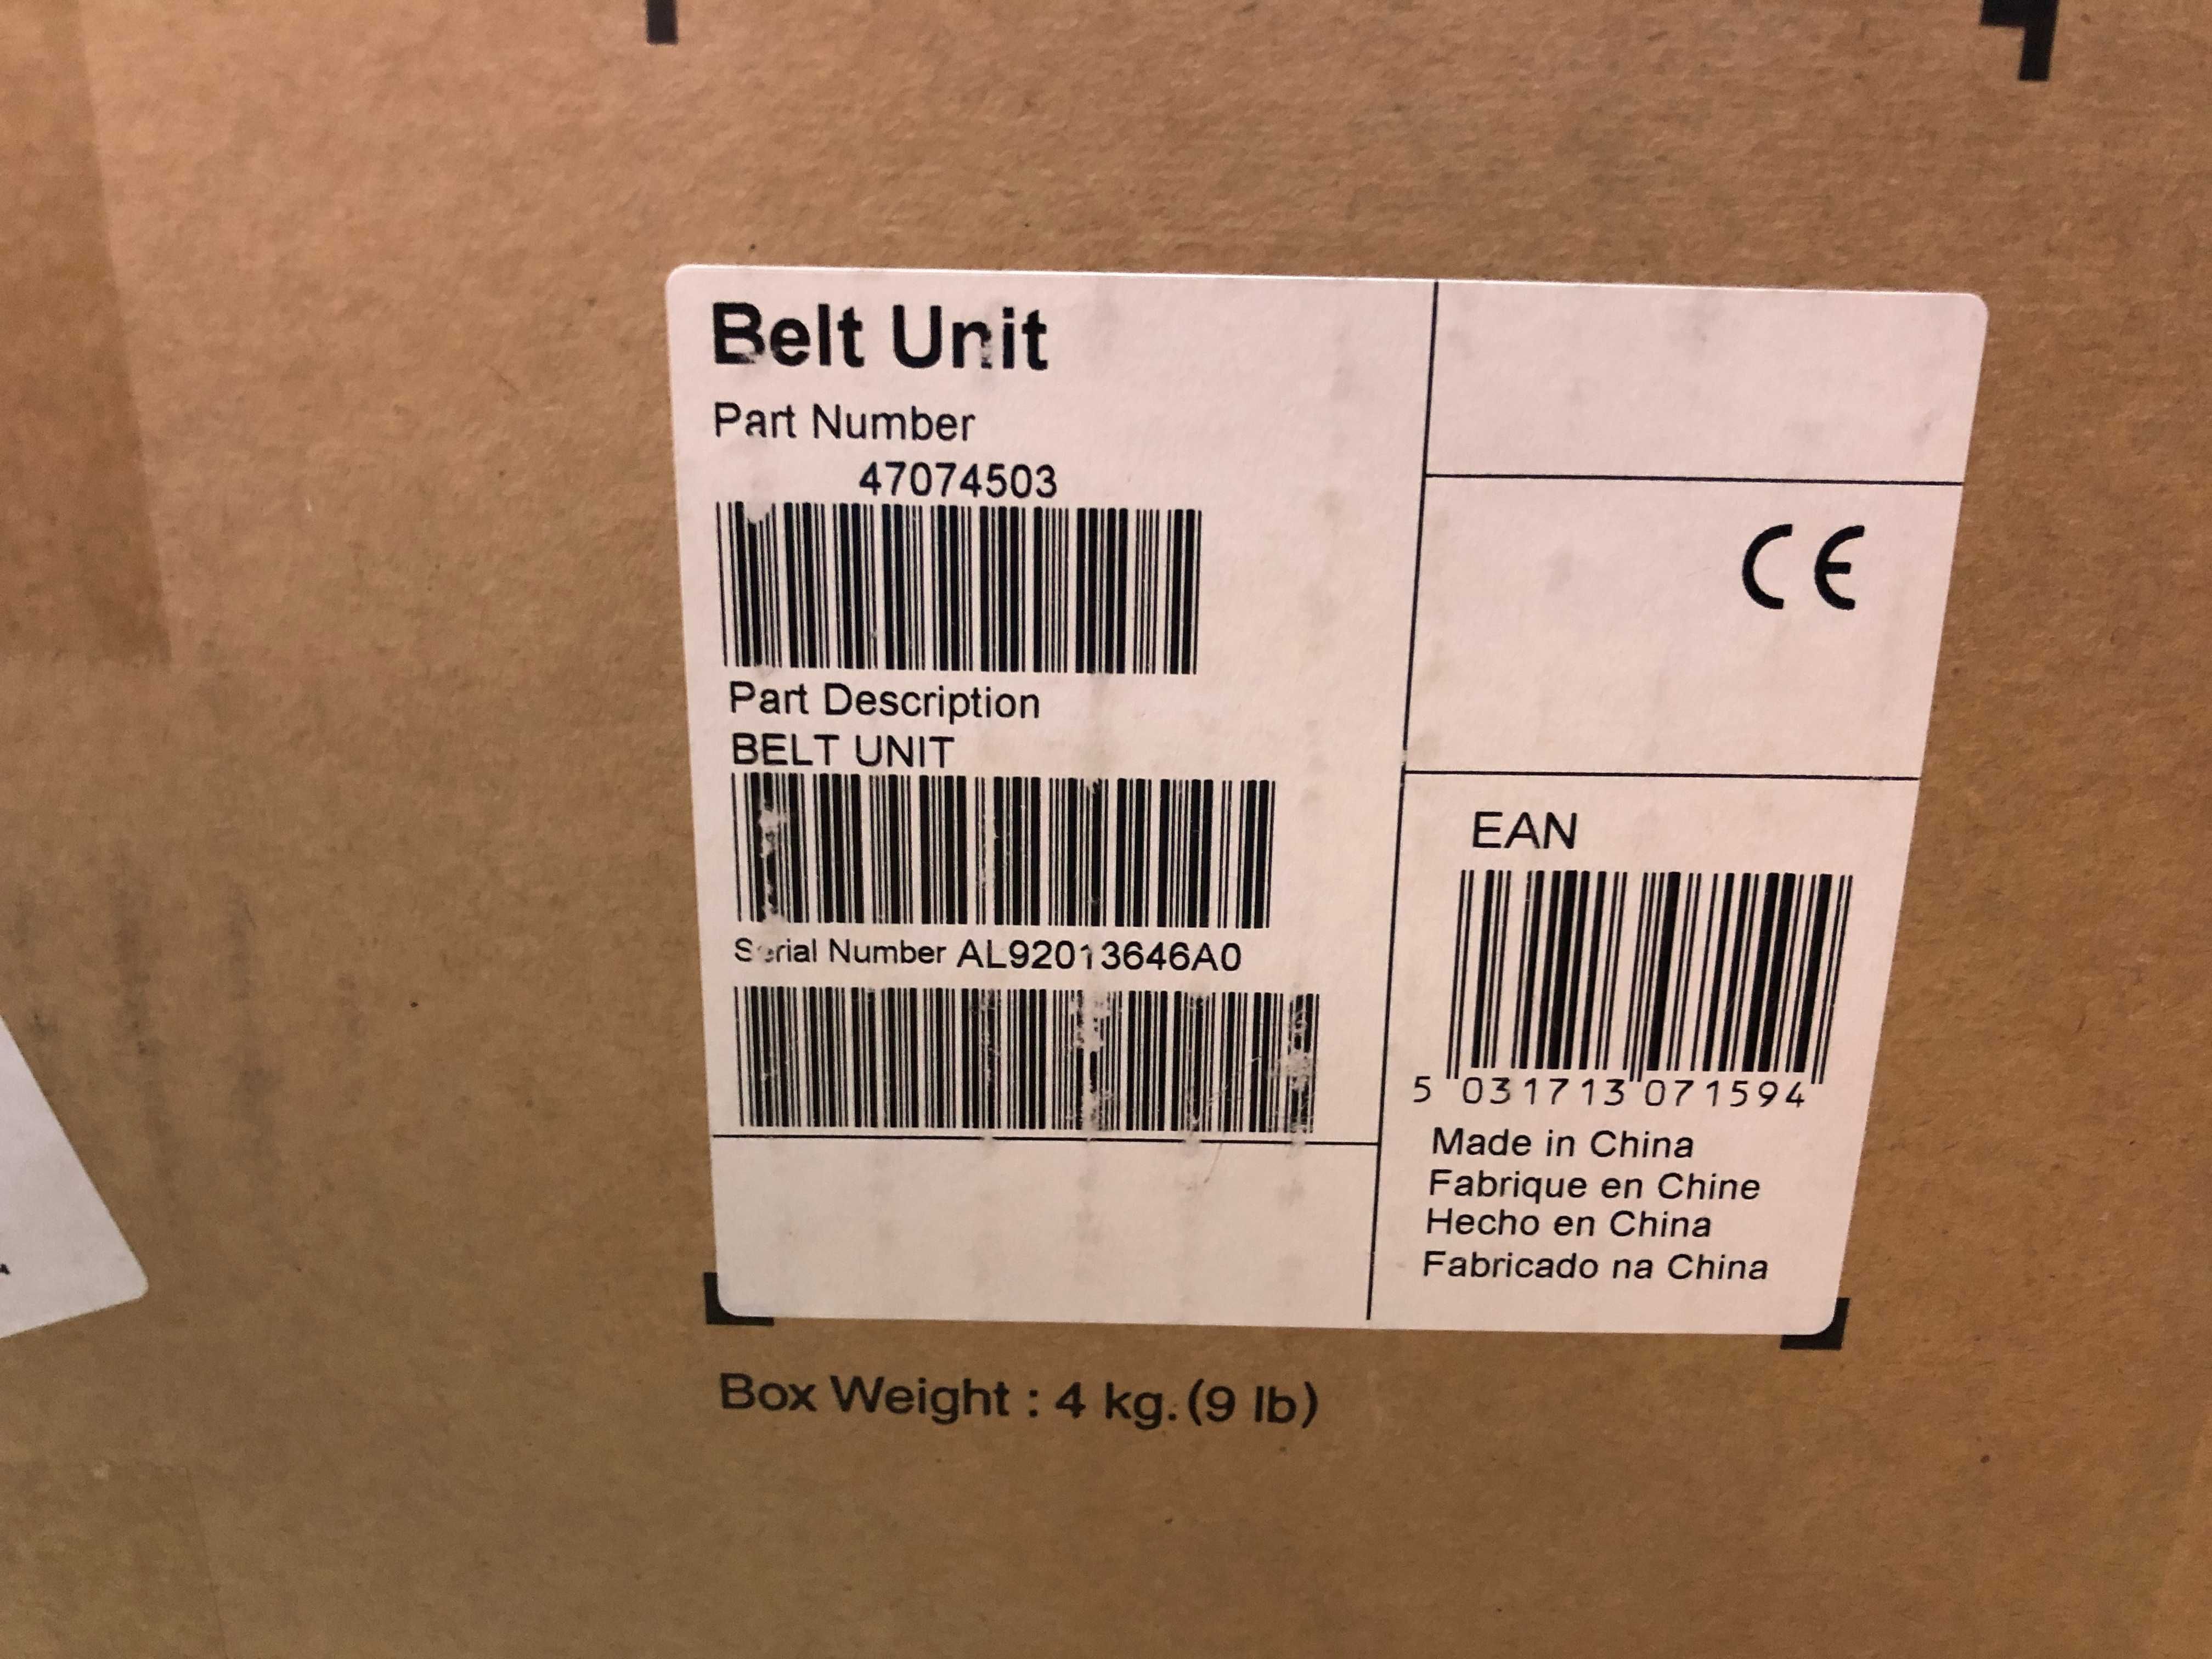 Belt Unit
Part Number
47074503
Part Description
BELT UNIT
Serial Number AL92013646A0
CE
EAN
5 031713 071594
Made in China
Fabrique en Chine
Hecho en China
Fabricado na China
Box Weight : 4 kg. (9 lb)